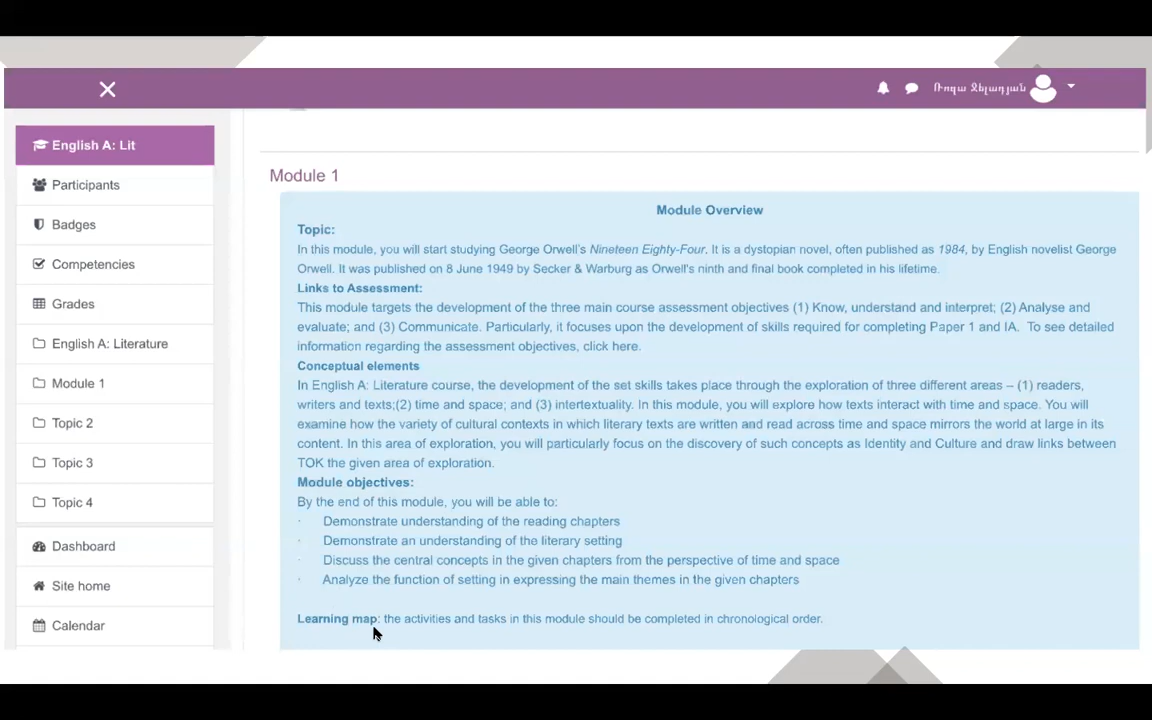 Ռոզա Ջելադյան
English A: Lit
Participants
Badges
Competencies
Grades
English A: Literature
Module 1
Topic 2
Topic 3
Topic 4
Dashboard
Site home
Calendar
Module 1
Module Overview
Topic:
In this module, you will start studying George Orwell's Nineteen Eighty-Four. It is a dystopian novel, often published as 1984, by English novelist George
Orwell. It was published on 8 June 1949 by Secker & Warburg as Orwell's ninth and final book completed in his lifetime.
Links to Assessment:
This module targets the development of the three main course assessment objectives (1) Know, understand and interpret; (2) Analyse and
evaluate; and (3) Communicate. Particularly, it focuses upon the development of skills required for completing Paper 1 and IA.  To see detailed
information regarding the assessment objectives, click here.
Conceptual elements
In English A: Literature course, the development of the set skills takes place through the exploration of three different areas – (1) readers,
writers and texts;(2) time and space; and (3) intertextuality. In this module, you will explore how texts interact with time and space. You will
examine how the variety of cultural contexts in which literary texts are written and read across time and space mirrors the world at large in its
content. In this area of exploration, you will particularly focus on the discovery of such concepts as Identity and Culture and draw links between
TOK the given area of exploration.
Module objectives:
By the end of this module, you will be able to:
· Demonstrate understanding of the reading chapters
· Demonstrate an understanding of the literary setting
· Discuss the central concepts in the given chapters from the perspective of time and space
· Analyze the function of setting in expressing the main themes in the given chapters
Learning map: the activities and tasks in this module should be completed in chronological order.